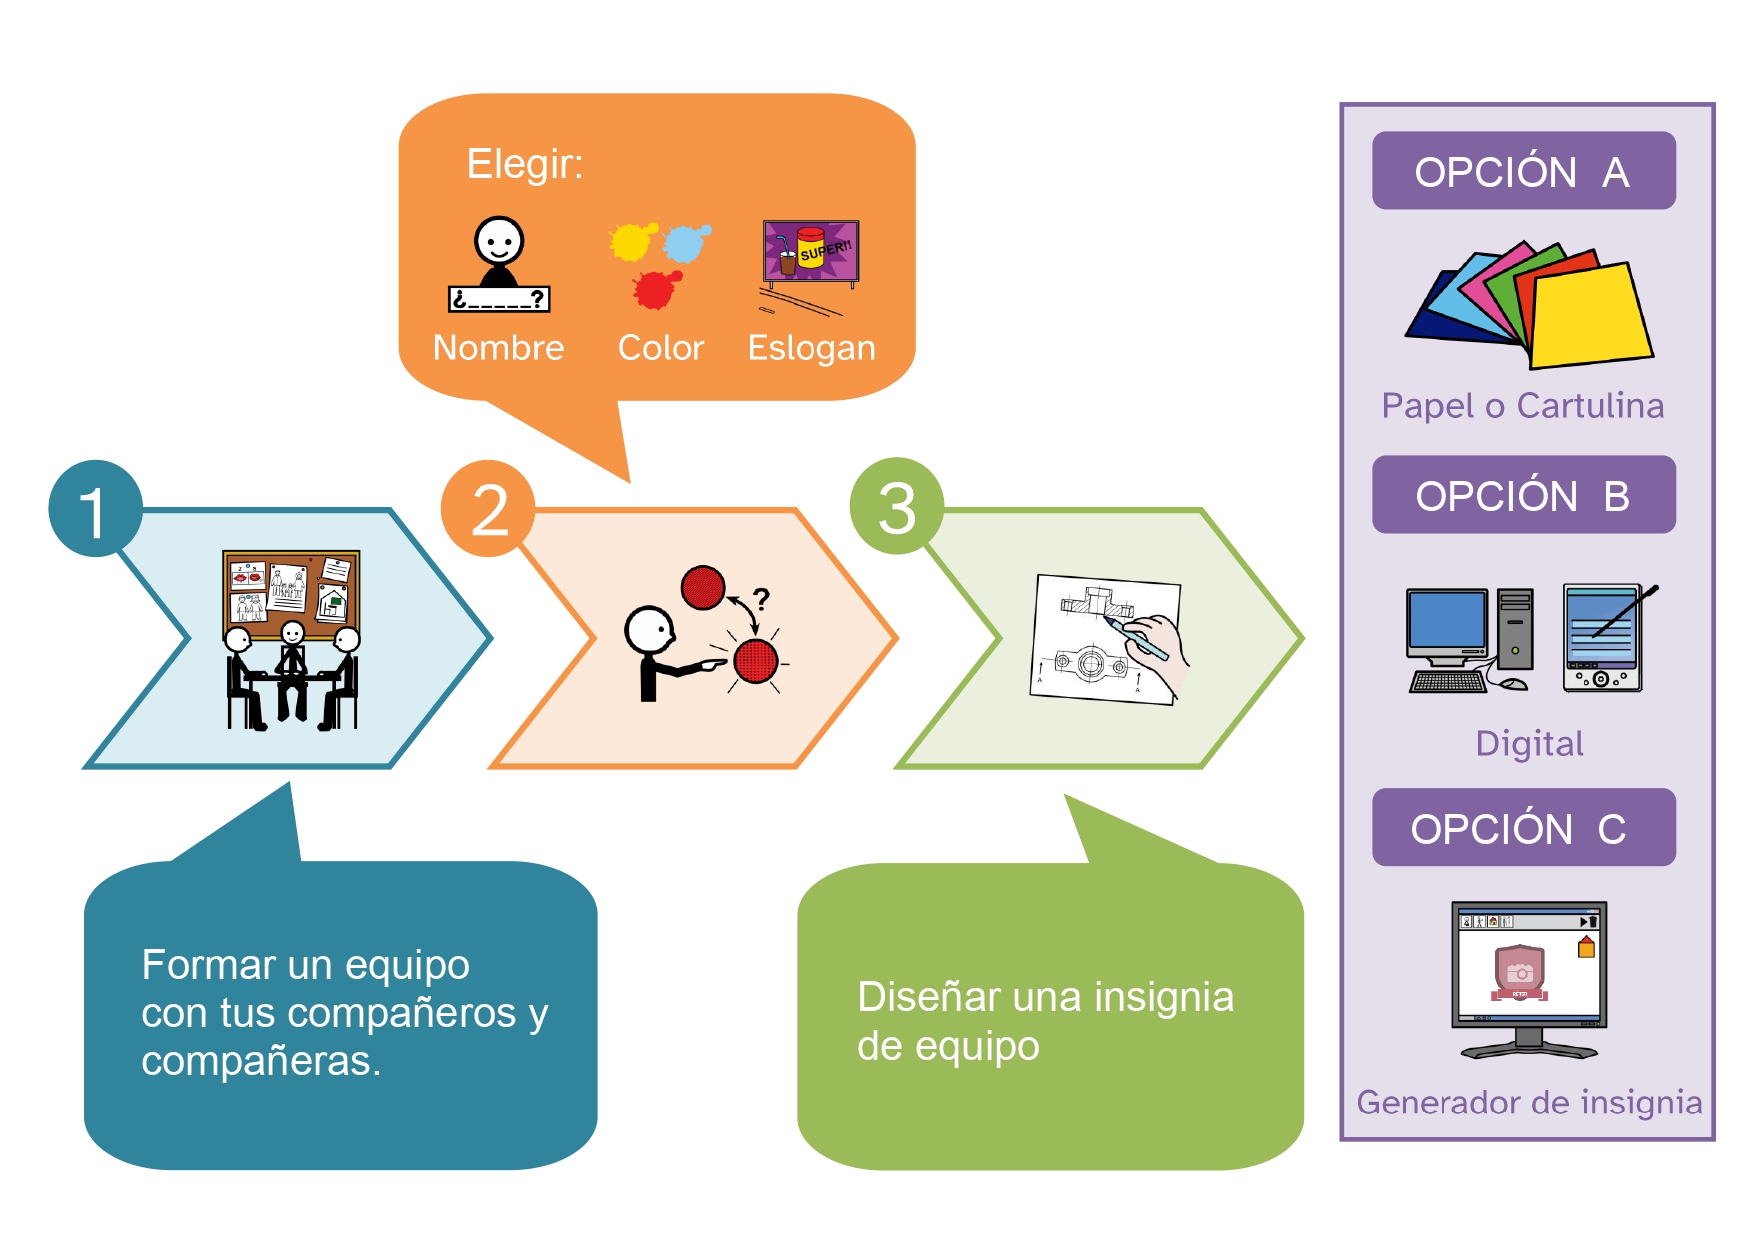 Elegir:
¿_____?
SUPER!!
Nombre
Color
Eslogan
1
2
3
?
A
A
Formar un equipo
con tus compañeros y
compañeras.
Diseñar una insignia
de equipo
OPCIÓN A
Papel o Cartulina
OPCIÓN B
Digital
OPCIÓN C
Generador de insignia